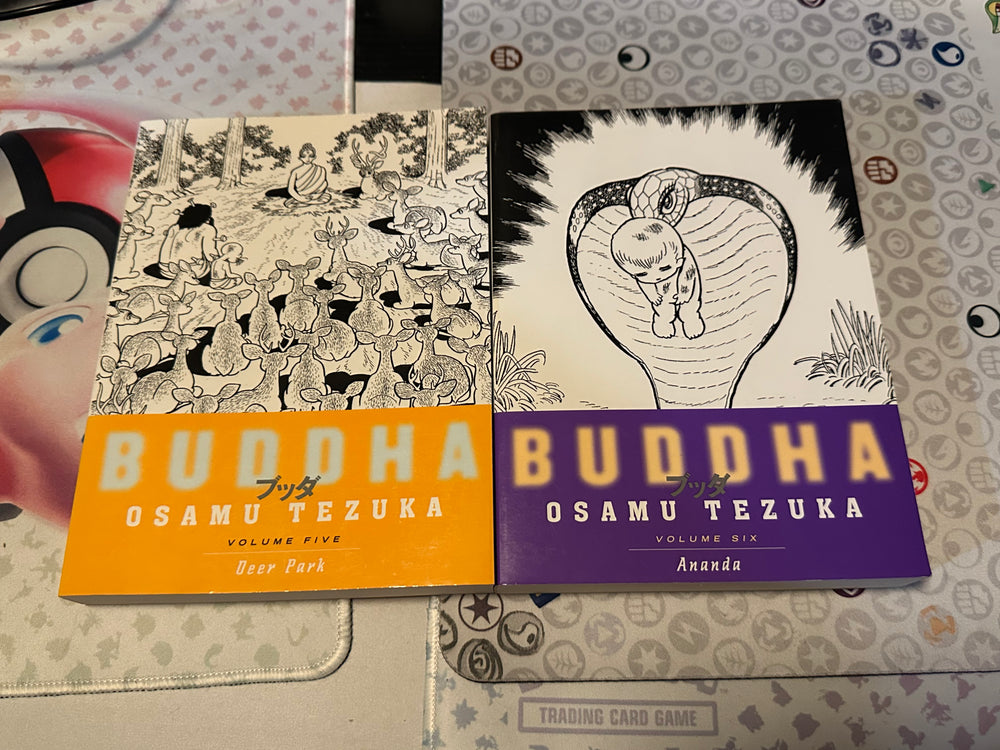 BUDDHA
ブッダ
OSAMU TEZUKA
VOLUME FIVE
Deer Park
BUDDHA
ブッダ
OSAMU TEZUKA
VOLUME SIX
Ananda
TRADING CARD GAME